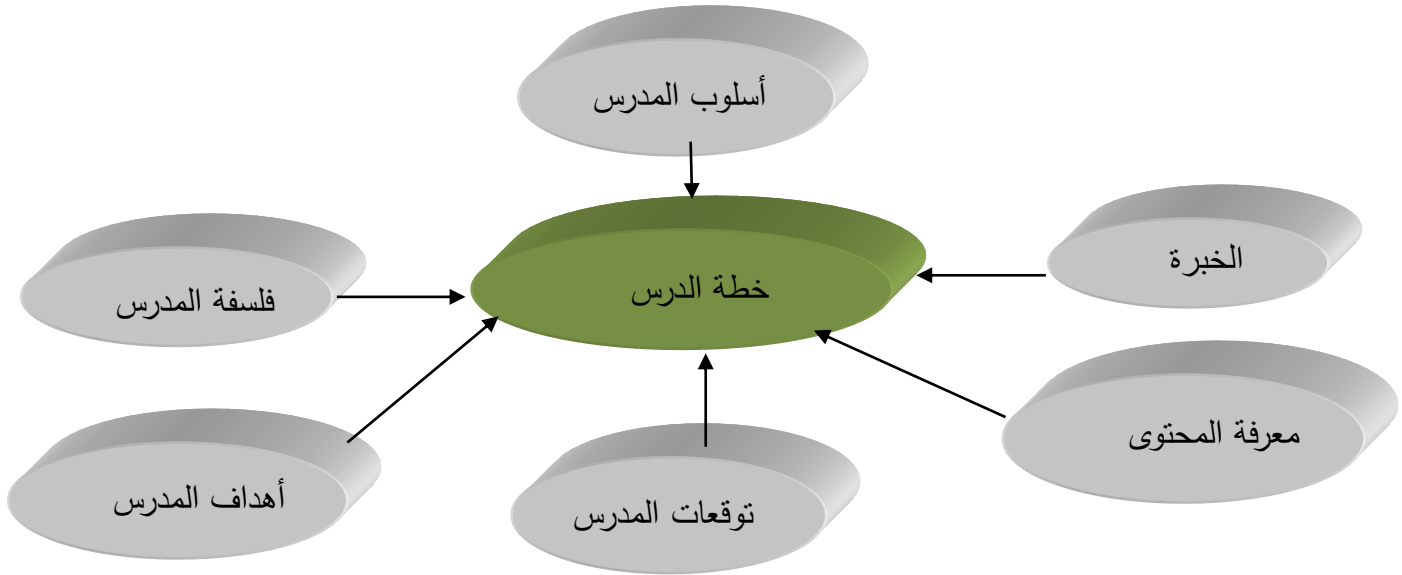 أسلوب المدرس
الخبرة
خطة الدرس
فلسفة المدرس
معرفة المحتوى
أهداف المدرس
توقعات المدرس